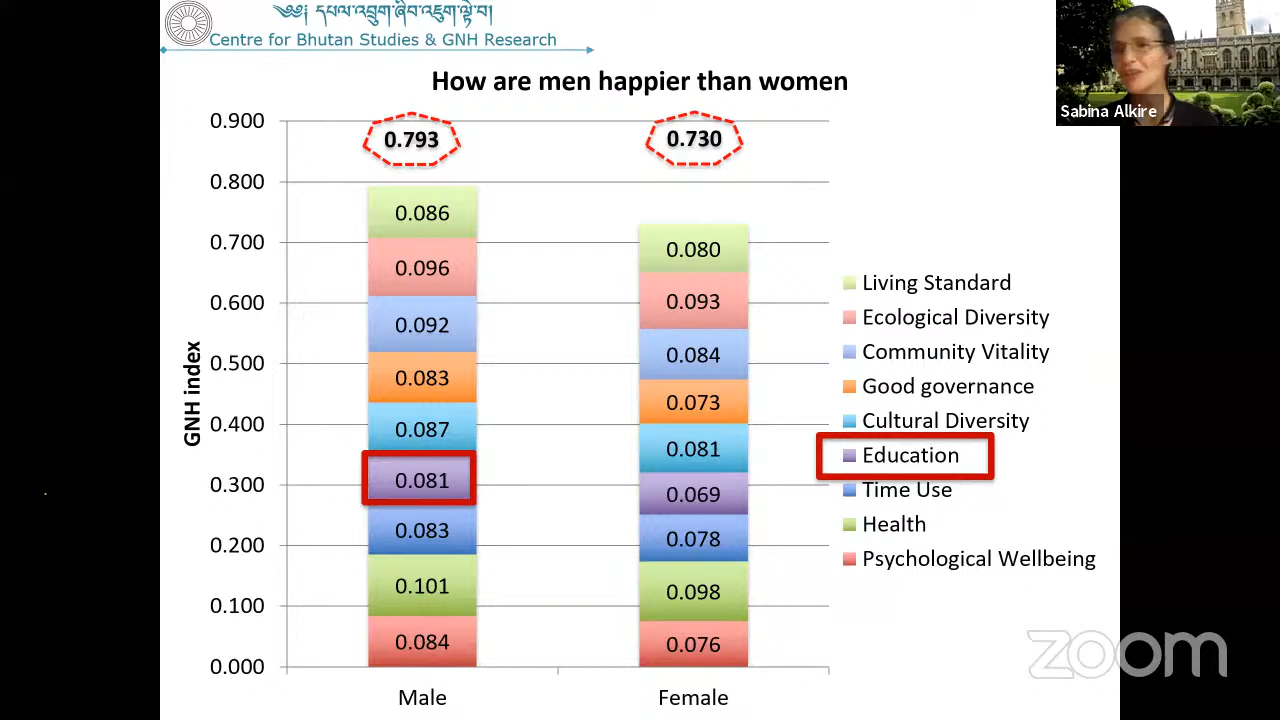 ༄༅། དཔལ་འབྲུག་ཞིབ་འཇུག་ལྟེ་བ།
Centre for Bhutan Studies & GNH Research
Sabina Alkire
How are men happier than women
GNH index
0.900
0.800
0.700
0.600
0.500
0.400
0.300
0.200
0.100
0.000
0.793
0.086
0.096
0.092
0.083
0.087
0.081
0.083
0.101
0.084
Male
0.730
0.080
0.093
0.084
0.073
0.081
0.069
0.078
0.098
0.076
Female
Living Standard
Ecological Diversity
Community Vitality
Good governance
Cultural Diversity
Education
Time Use
Health
Psychological Wellbeing
zoom